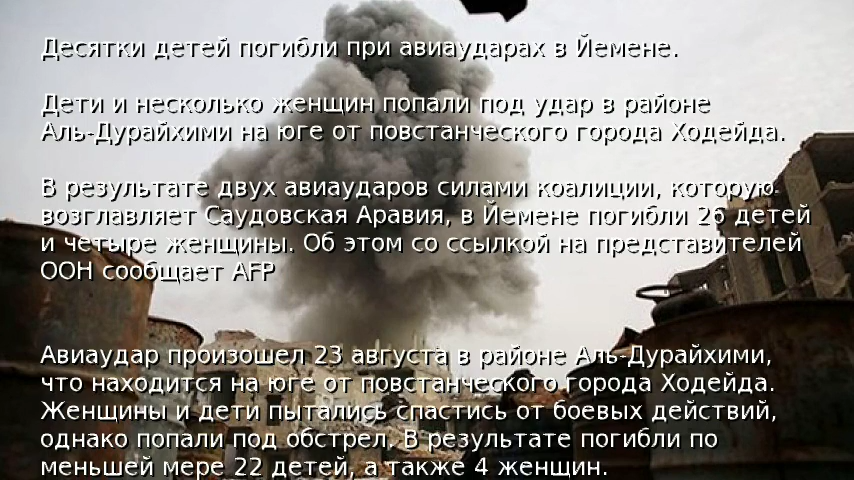 Десятки детей погибли при авиаударах в Йемене.
Дети и несколько женщин попали под удар в районе
Аль-Дурайхими на юге от повстанческого города Ходейда.
В результате двух авиаударов силами коалиции, которую
возглавляет Саудовская Аравия, в Йемене погибли 26 детей
и четыре женщины. Об этом со ссылкой на представителей
ООН сообщает AFP
Авиаудар произошел 23 августа в районе Аль-Дурайхими,
что находится на юге от повстанческого города Ходейда.
Женщины и дети пытались спастись от боевых действий,
однако попали под обстрел. В результате погибли по
меньшей мере 22 детей, а также 4 женщин.